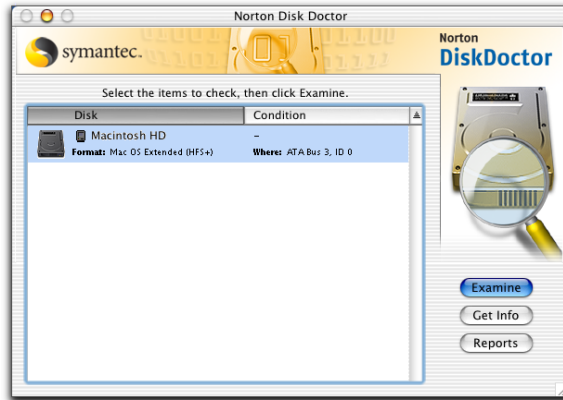 Norton Disk Doctor
symantec.
Norton
DiskDoctor
Select the items to check, then click Examine.
Disk
Condition
Macintosh HD
–
Format: Mac OS Extended (HFS+)
Where: ATA Bus 3, ID 0
Examine
Get Info
Reports